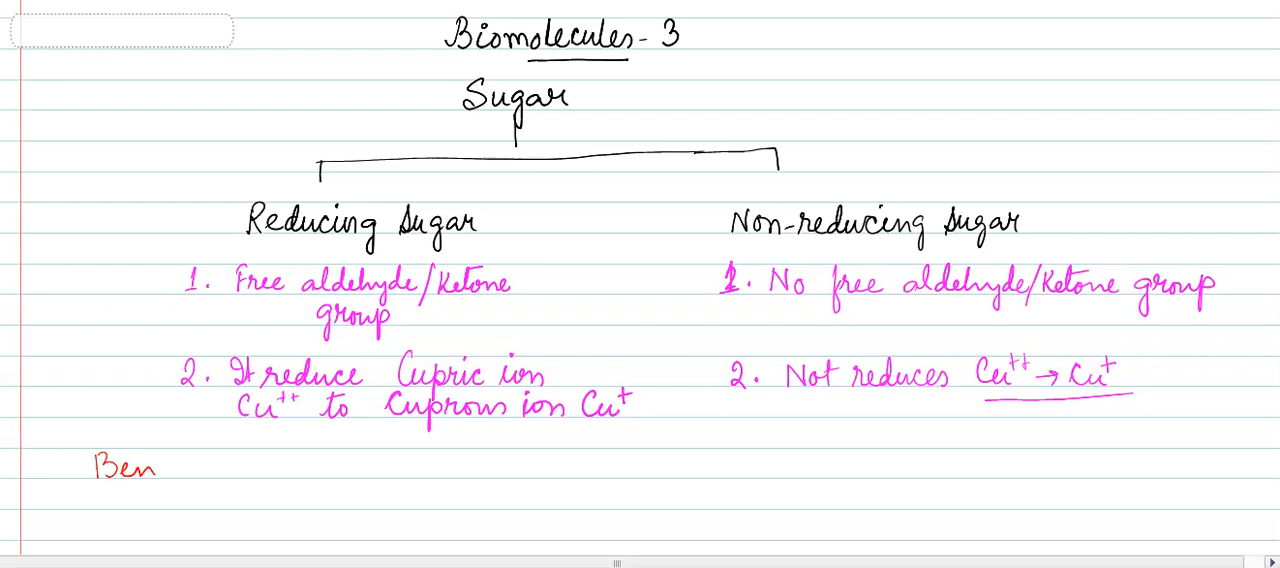 Biomolecules-3
Sugar
Reducing Sugar
Non-reducing Sugar
1. Free aldehyde/Ketone
group
1. No free aldehyde/Ketone group
2. It reduce Cupric ion
Cu++ to Cuprous ion Cu+
2. Not reduces Cu++ → Cu+
Ben